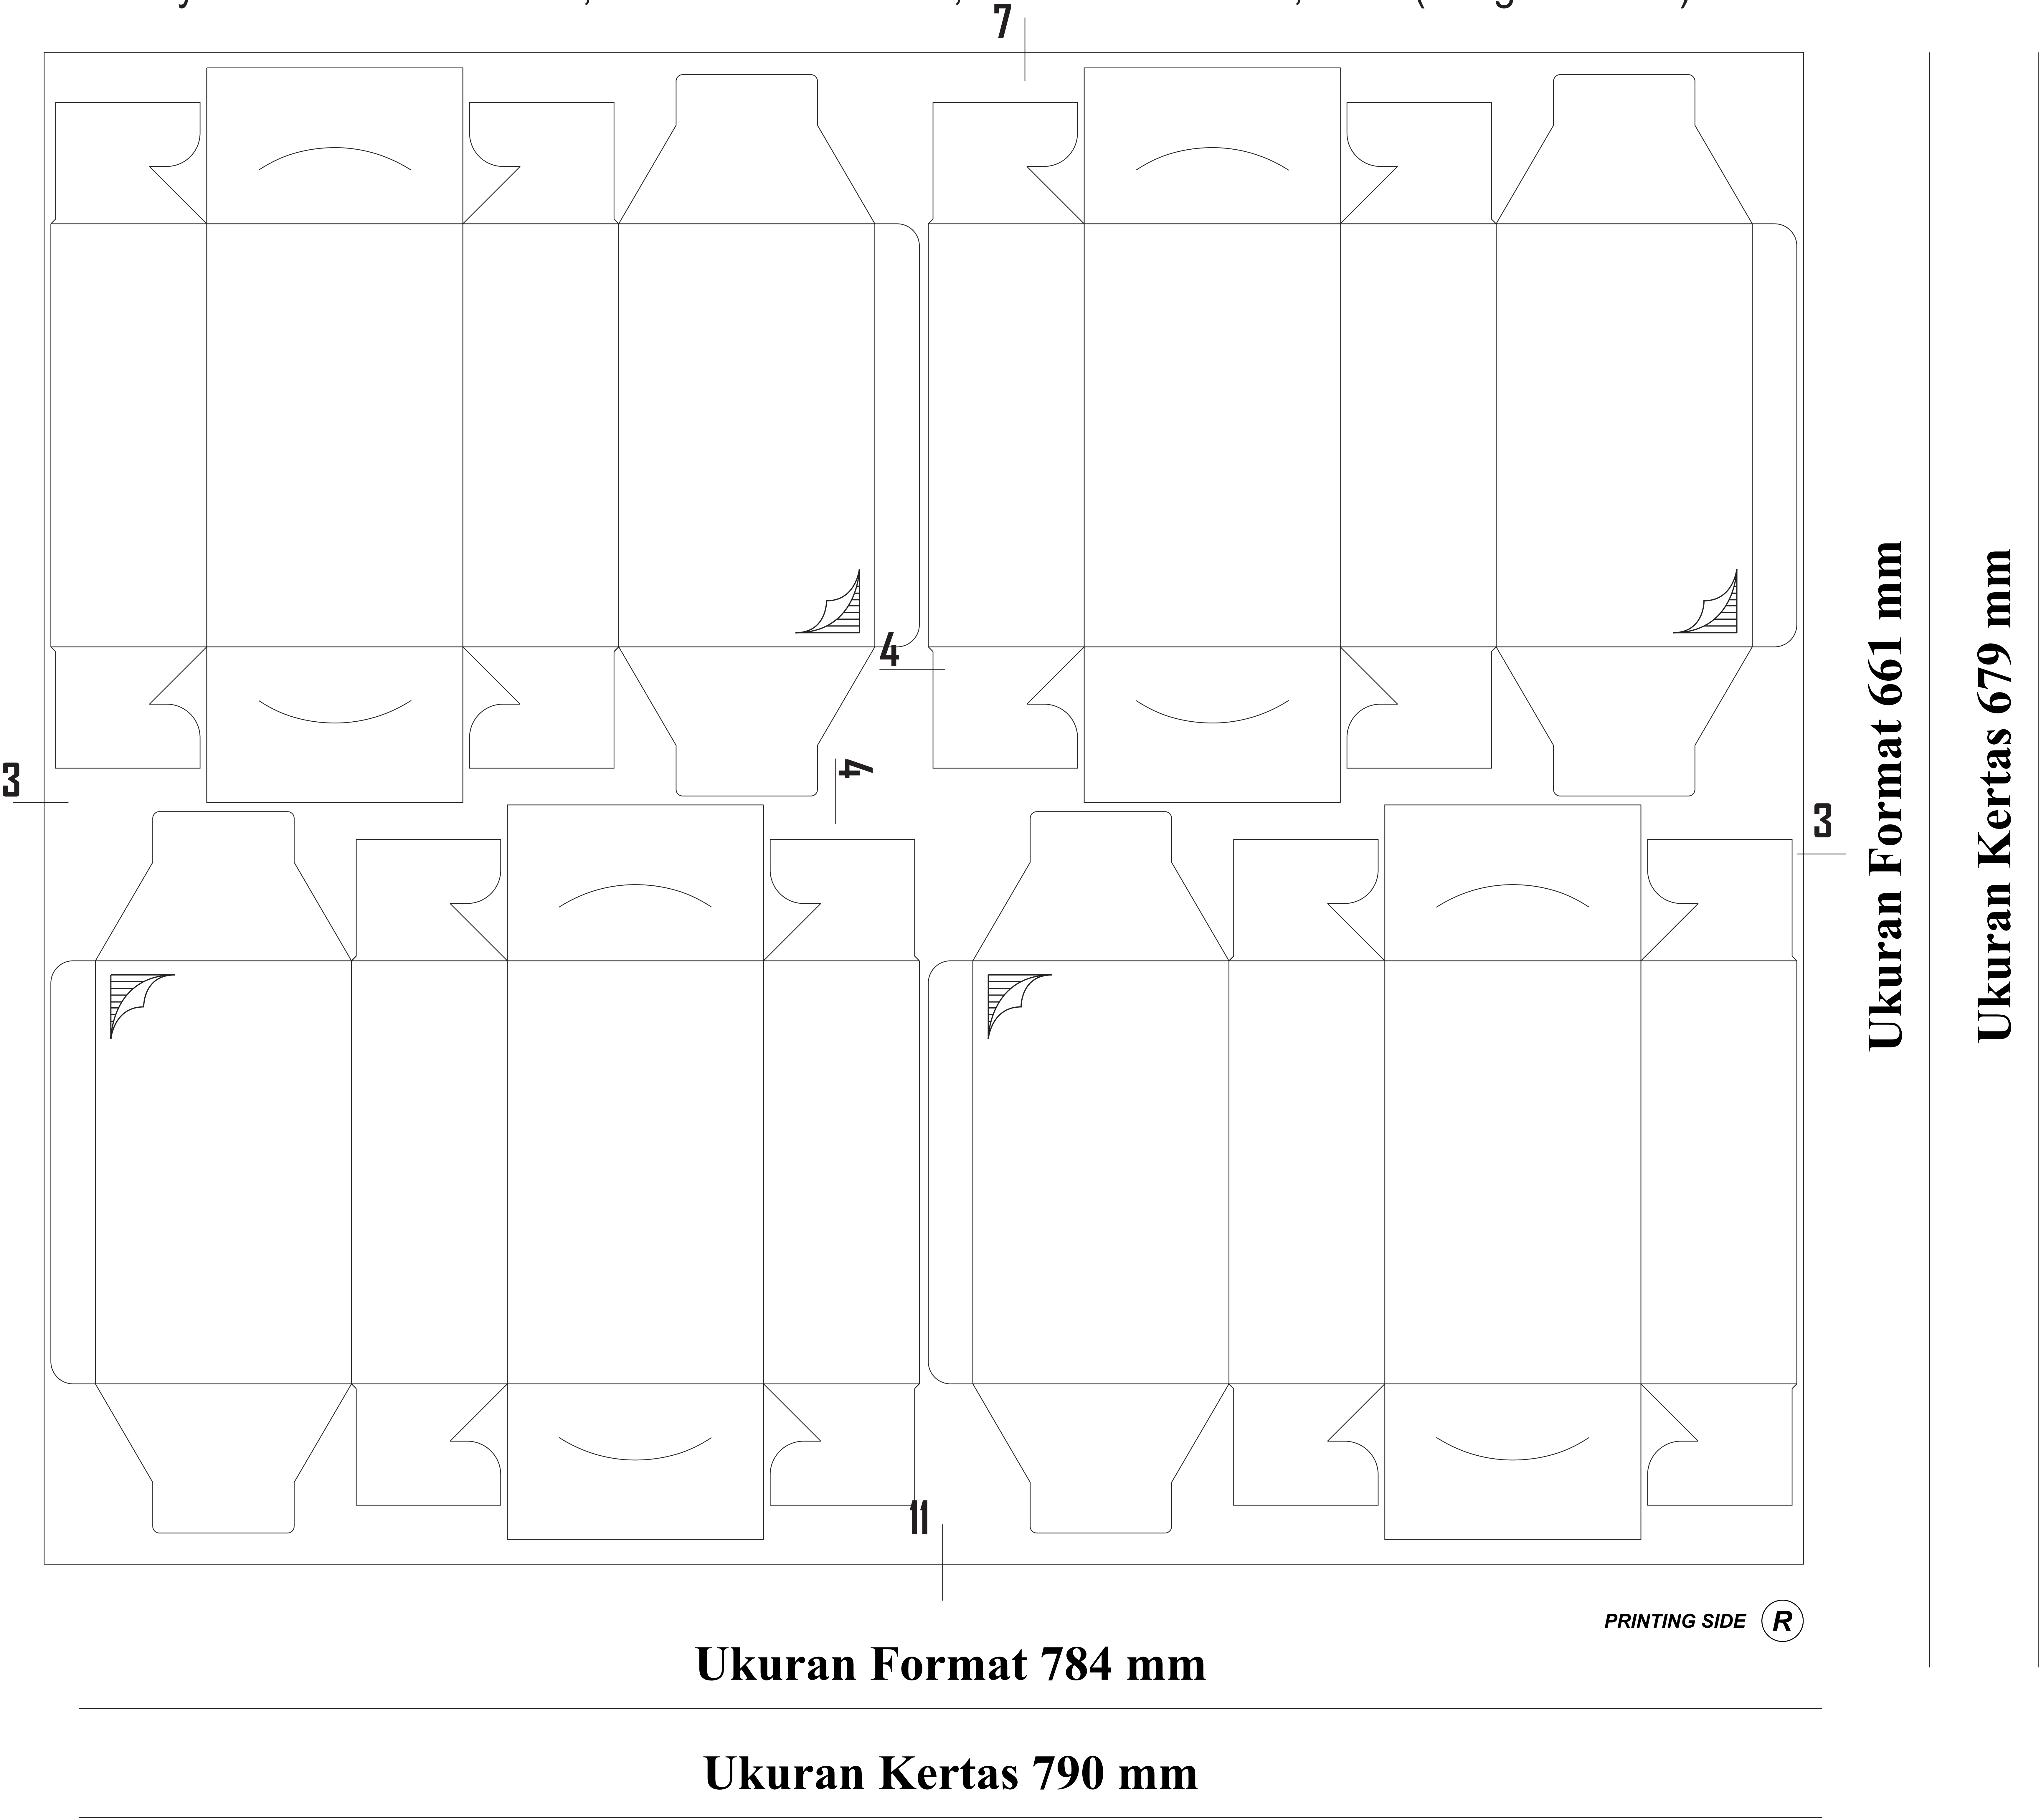 7
4
3
4
3
11
Ukuran Format 661 mm
Ukuran Kertas 679 mm
PRINTING SIDE R
Ukuran Format 784 mm
Ukuran Kertas 790 mm